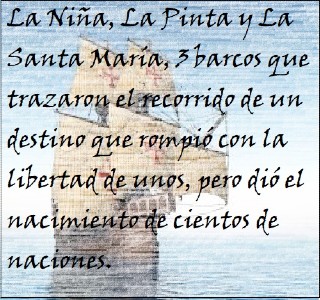 La Niña, La Pinta y La
Santa María, 3 barcos que
trazaron el recorrido de un
destino que rompió con la
libertad de unos, pero dió el
nacimiento de cientos de
naciones.